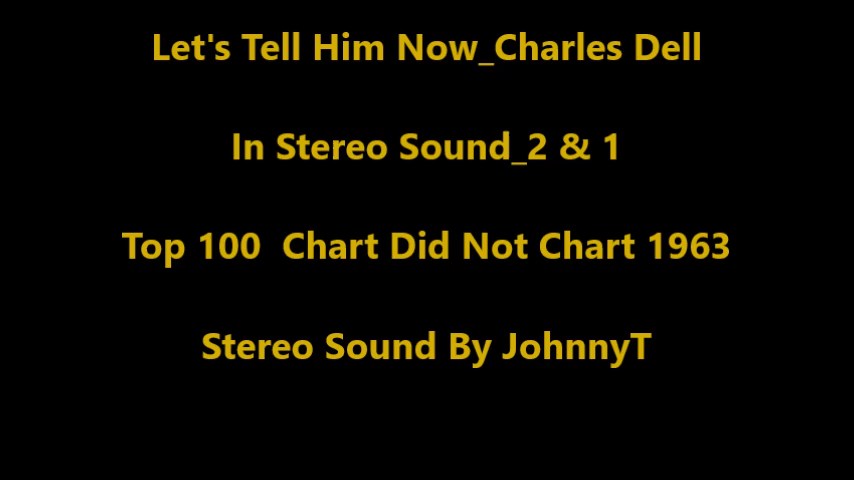 Let's Tell Him Now_Charles Dell
In Stereo Sound_2 & 1
Top 100  Chart Did Not Chart 1963
Stereo Sound By JohnnyT